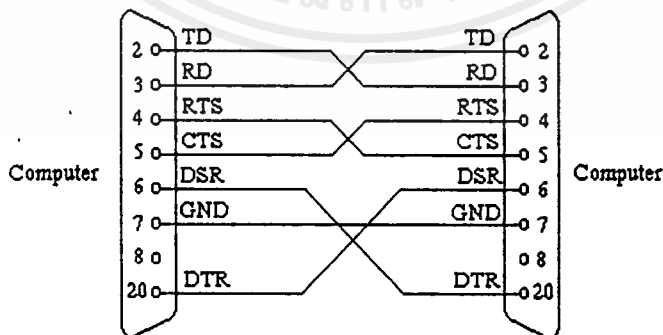 2 TD TD 2
3 RD RD 3
4 RTS RTS 4
5 CTS CTS 5
Computer 6 DSR DSR 6 Computer
7 GND GND 7
8 8
20 DTR DTR 20